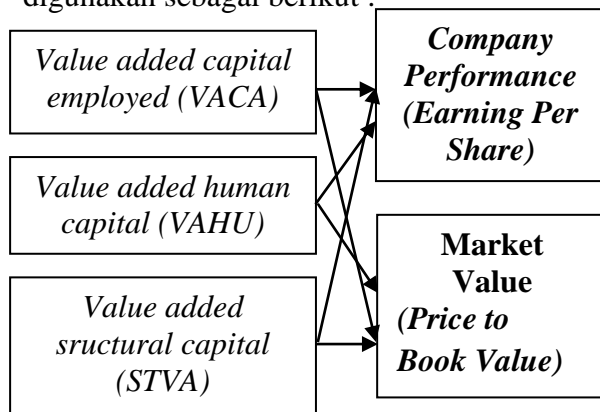 digunakan sebagai berikut :
Value added capital
employed (VACA)
Value added human
capital (VAHU)
Value added
sructural capital
(STVA)
Company
Performance
(Earning Per
Share)
Market
Value
(Price to
Book Value)